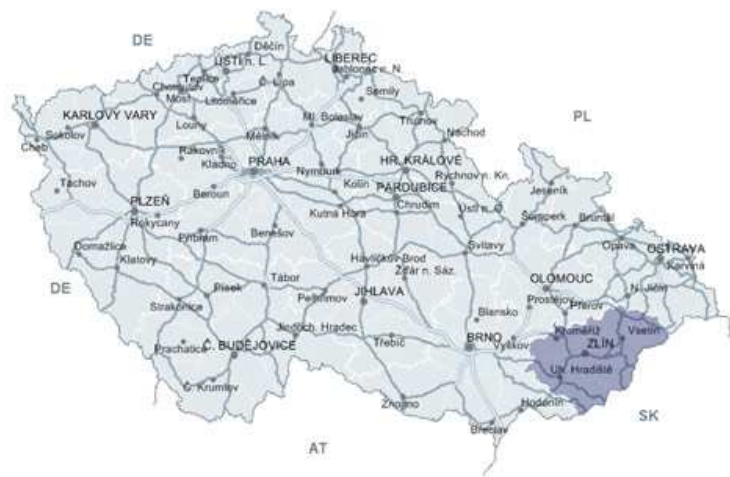 DE
Děčín
ÚSTÍ n. L.
LIBEREC
Teplice
Jablonec n. N.
Chomutov
Č. Lípa
Most
Litoměřice
Semily
PL
KARLOVY VARY
Louny
Ml. Boleslav
Trutnov
Sokolov
Mělník
Jičín
Náchod
Cheb
Rakovn.
Kladno
PRAHA
Nymburk
HR. KRÁLOVÉ
Rychnov n. Kn.
Jeseník
Tachov
Beroun
Kolín
PARDUBICE
PLZEŇ
Kutná Hora
Chrudim
Ústí n. O.
Šumperk
Bruntál
Rokycany
Příbram
Benešov
Opava
OSTRAVA
Domažlice
Klatovy
Havlíčkův Brod
Svitavy
Karviná
Žďár n. Sáz.
OLOMOUC
DE
Písek
Tábor
Pelhřimov
JIHLAVA
N. Jičín
Strakonice
Prostějov
Přerov
Blansko
Jindřich. Hradec
Třebíč
Kroměříž
Vsetín
Prachatice
Č. BUDĚJOVICE
BRNO
Vyškov
ZLÍN
Uh. Hradiště
Č. Krumlov
Znojmo
Hodonín
SK
Břeclav
AT